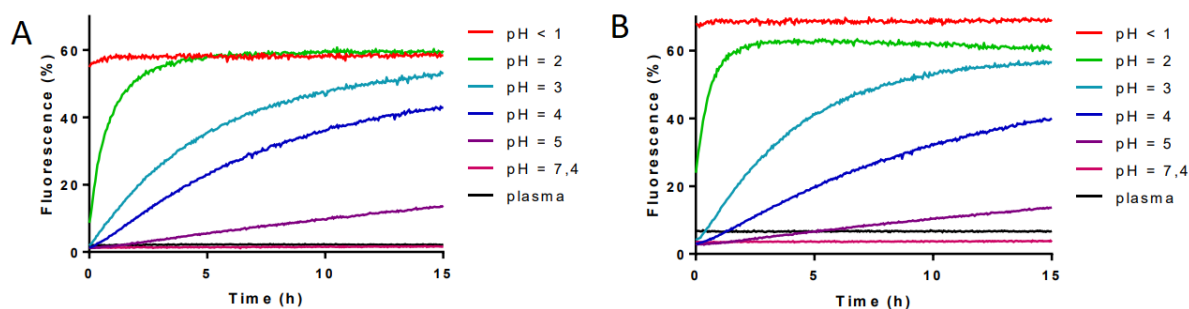 A
Fluorescence (%)
60
40
20
0
0 5 10 15
Time (h)
pH < 1
pH = 2
pH = 3
pH = 4
pH = 5
pH = 7,4
plasma
B
Fluorescence (%)
60
40
20
0
0 5 10 15
Time (h)
pH < 1
pH = 2
pH = 3
pH = 4
pH = 5
pH = 7,4
plasma